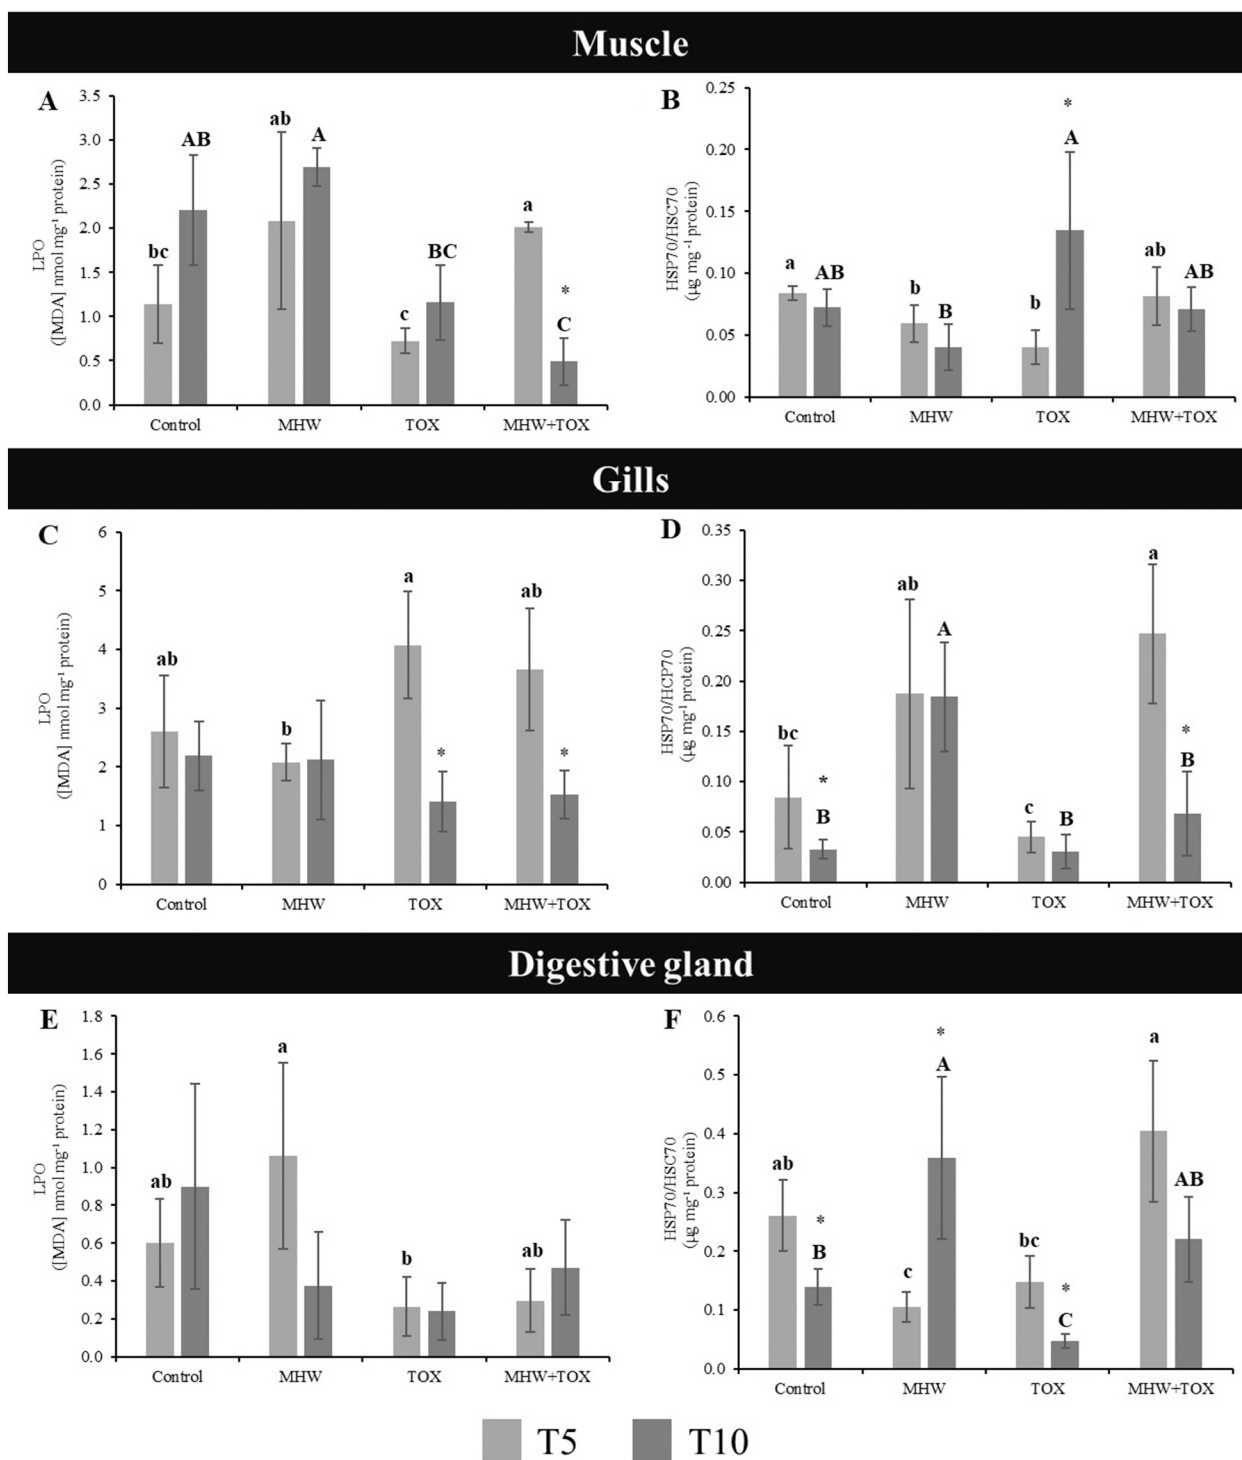 Muscle
A
3.5
3.0
2.5
2.0
1.5
1.0
0.5
0.0
LPO
([MDA] nmol mg⁻¹ protein)
bc
AB
ab
A
c
BC
a
*
C
Control
MHW
TOX
MHW+TOX
B
0.25
0.20
0.15
0.10
0.05
0.00
HSP70/HSC70
(µg mg⁻¹ protein)
a
AB
b
B
b
*
A
ab
AB
Control
MHW
TOX
MHW+TOX
Gills
C
6
5
4
3
2
1
0
LPO
([MDA] nmol mg⁻¹ protein)
ab
b
a
*
ab
*
Control
MHW
TOX
MHW+TOX
D
0.35
0.30
0.25
0.20
0.15
0.10
0.05
0.00
HSP70/HCP70
(µg mg⁻¹ protein)
bc
*
B
ab
A
c
B
a
*
B
Control
MHW
TOX
MHW+TOX
Digestive gland
E
1.8
1.6
1.4
1.2
1.0
0.8
0.6
0.4
0.2
0.0
LPO
([MDA] nmol mg⁻¹ protein)
ab
a
b
ab
Control
MHW
TOX
MHW+TOX
F
0.6
0.5
0.4
0.3
0.2
0.1
0.0
HSP70/HSC70
(µg mg⁻¹ protein)
ab
*
B
c
*
A
bc
*
C
a
AB
Control
MHW
TOX
MHW+TOX
T5
T10